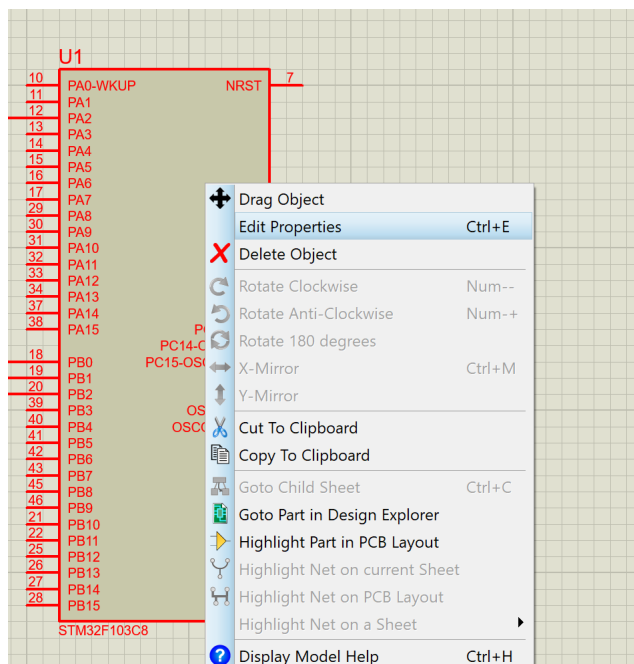 U1
10 PA0-WKUP NRST 7
11 PA1
12 PA2
13 PA3
14 PA4
15 PA5
16 PA6
17 PA7
29 PA8
30 PA9
31 PA10
32 PA11
33 PA12
34 PA13
37 PA14
38 PA15
18 PB0
19 PB1
20 PB2
39 PB3
40 PB4
41 PB5
42 PB6
43 PB7
45 PB8
46 PB9
21 PB10
22 PB11
25 PB12
26 PB13
27 PB14
28 PB15
STM32F103C8
Drag Object
Edit Properties Ctrl+E
Delete Object
Rotate Clockwise Num--
Rotate Anti-Clockwise Num-+
Rotate 180 degrees
X-Mirror Ctrl+M
Y-Mirror
Cut To Clipboard
Copy To Clipboard
Goto Child Sheet Ctrl+C
Goto Part in Design Explorer
Highlight Part in PCB Layout
Highlight Net on current Sheet
Highlight Net on PCB Layout
Highlight Net on a Sheet
Display Model Help Ctrl+H